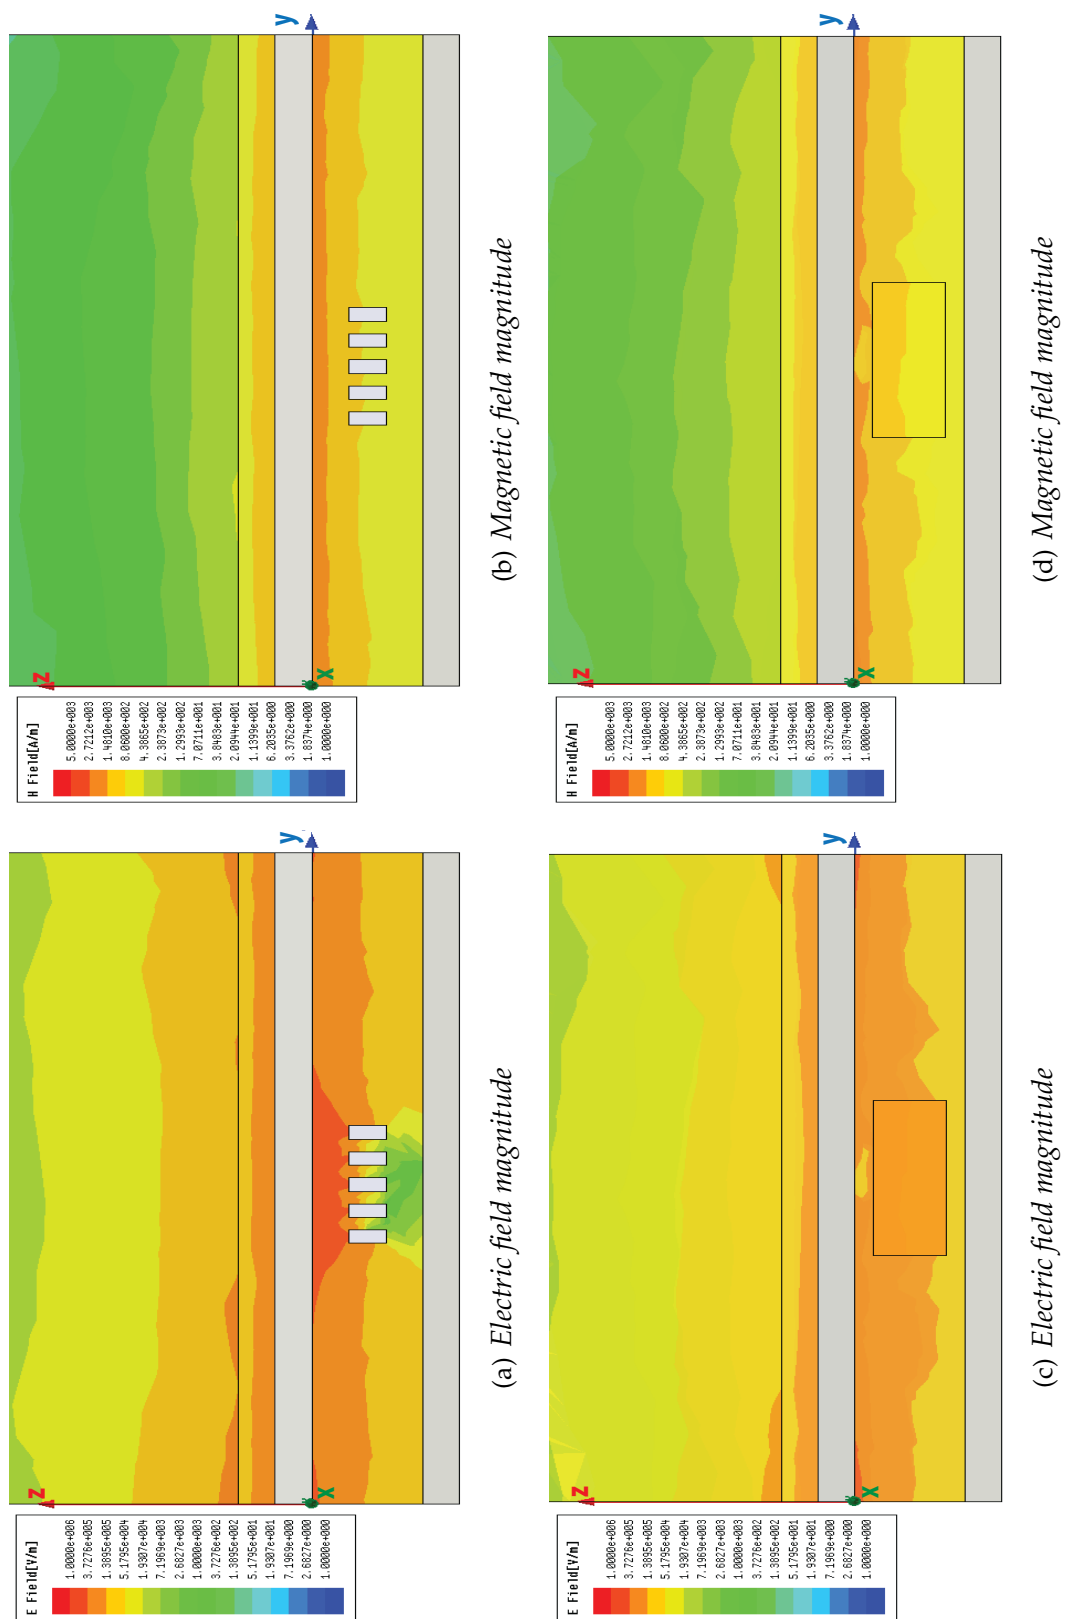 E Field[V/m]
1.0000e+006
3.7276e+005
1.3895e+005
5.1795e+004
1.9307e+004
7.1969e+003
2.6827e+003
1.0000e+003
3.7276e+002
1.3895e+002
5.1795e+001
1.9307e+001
7.1969e+000
2.6827e+000
1.0000e+000
Z
X
y
(a) Electric field magnitude
H Field[A/m]
5.0000e+003
2.7212e+003
1.4810e+003
8.0600e+002
4.3865e+002
2.3873e+002
1.2993e+002
7.0711e+001
3.8483e+001
2.0944e+001
1.1399e+001
6.2035e+000
3.3762e+000
1.8374e+000
1.0000e+000
Z
X
y
(b) Magnetic field magnitude
E Field[V/m]
1.0000e+006
3.7276e+005
1.3895e+005
5.1795e+004
1.9307e+004
7.1969e+003
2.6827e+003
1.0000e+003
3.7276e+002
1.3895e+002
5.1795e+001
1.9307e+001
7.1969e+000
2.6827e+000
1.0000e+000
Z
X
y
(c) Electric field magnitude
H Field[A/m]
5.0000e+003
2.7212e+003
1.4810e+003
8.0600e+002
4.3865e+002
2.3873e+002
1.2993e+002
7.0711e+001
3.8483e+001
2.0944e+001
1.1399e+001
6.2035e+000
3.3762e+000
1.8374e+000
1.0000e+000
Z
X
y
(d) Magnetic field magnitude